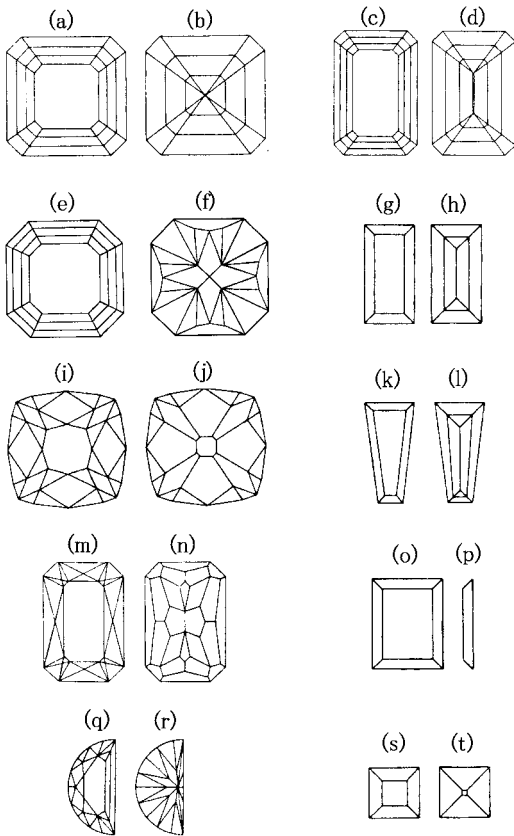 (a) (b) (c) (d)
(e) (f) (g) (h)
(i) (j) (k) (l)
(m) (n) (o) (p)
(q) (r) (s) (t)